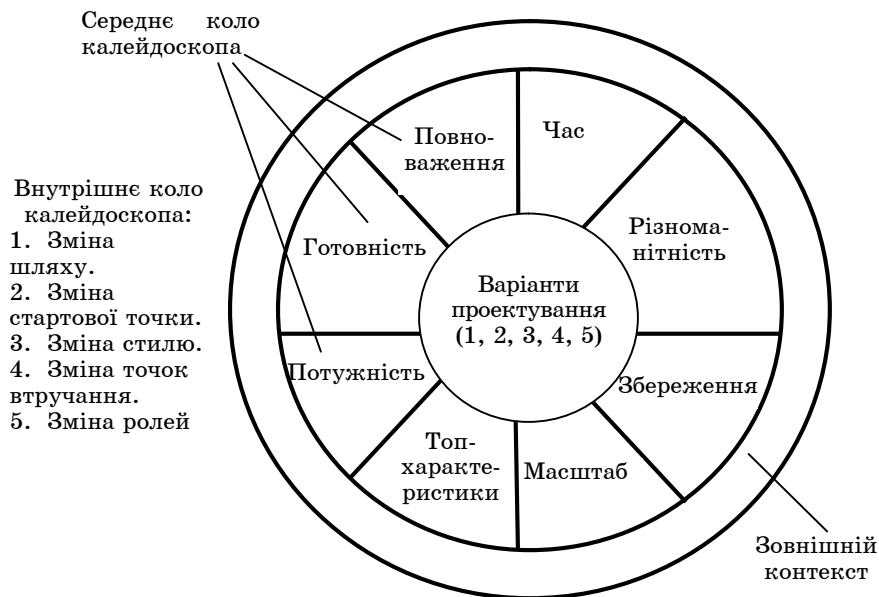 Середнє коло
калейдоскопа
Повно-
важення
Час
Внутрішнє коло
калейдоскопа:
1. Зміна
шляху.
2. Зміна
стартової точки.
3. Зміна стилю.
4. Зміна точок
втручання.
5. Зміна ролей
Готовність
Різнома-
нітність
Варіанти
проектування
(1, 2, 3, 4, 5)
Потужність
Збереження
Топ-
характе-
ристики
Масштаб
Зовнішній
контекст